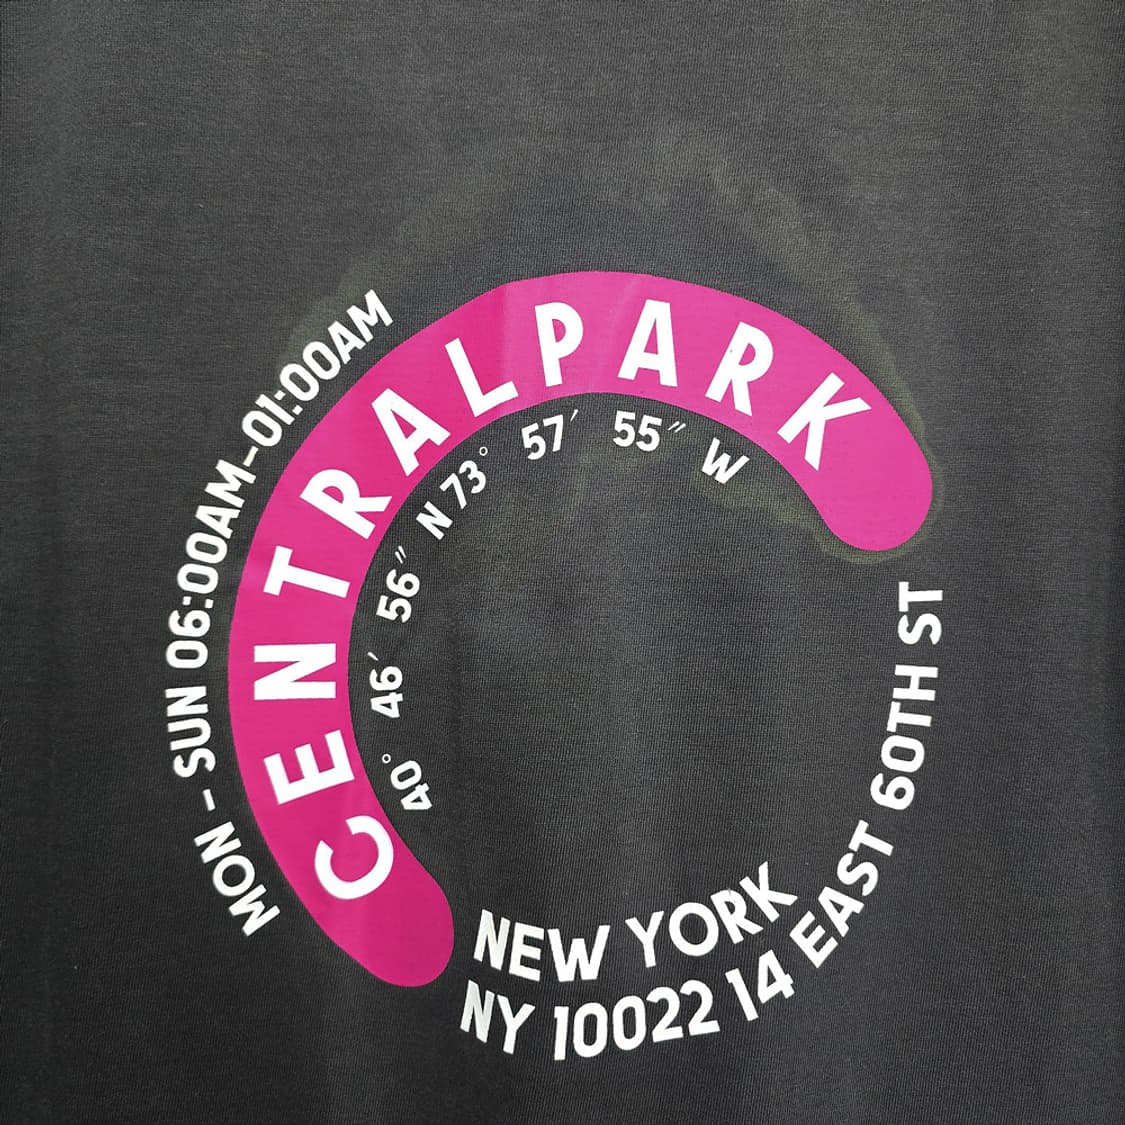 MON - SUN 06:00AM-01:00AM
CENTRALPARK
40° 46′ 56″ N 73° 57′ 55″ W
NEW YORK
NY 10022 14 EAST 60TH ST